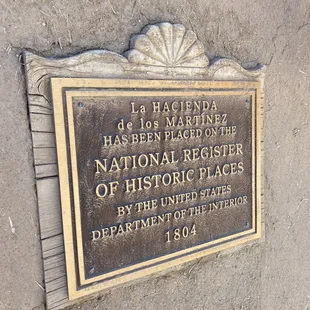 La HACIENDA
de los MARTÍNEZ
HAS BEEN PLACED ON THE
NATIONAL REGISTER
OF HISTORIC PLACES
BY THE UNITED STATES
DEPARTMENT OF THE INTERIOR
1804